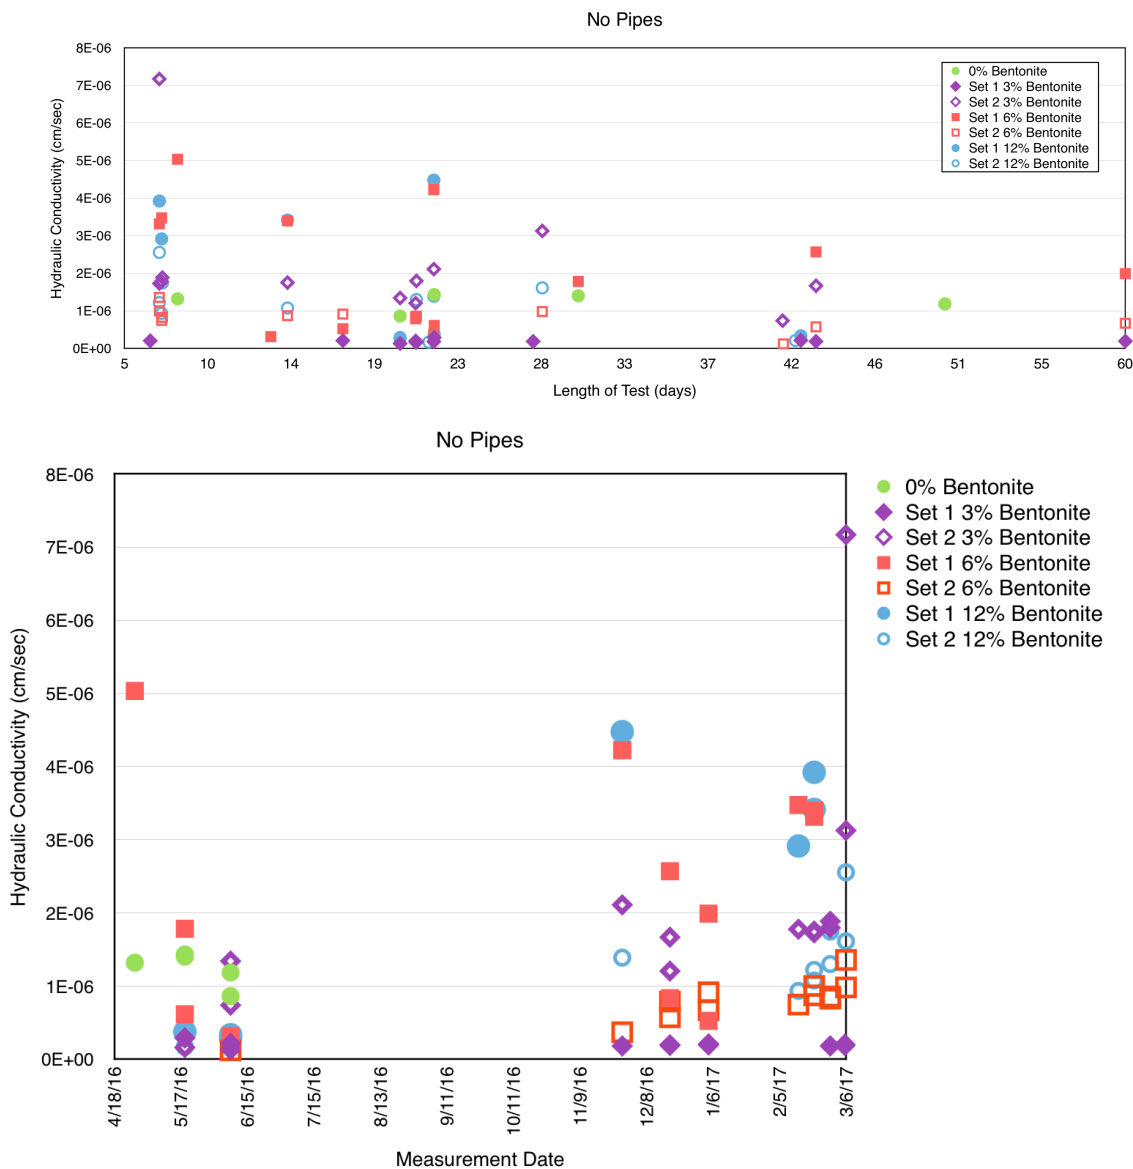 No Pipes
8E-06
7E-06
6E-06
5E-06
4E-06
3E-06
2E-06
1E-06
0E+00
Hydraulic Conductivity (cm/sec)
0% Bentonite
Set 1 3% Bentonite
Set 2 3% Bentonite
Set 1 6% Bentonite
Set 2 6% Bentonite
Set 1 12% Bentonite
Set 2 12% Bentonite
5 10 14 19 23 28 33 37 42 46 51 55 60
Length of Test (days)
No Pipes
8E-06
7E-06
6E-06
5E-06
4E-06
3E-06
2E-06
1E-06
0E+00
Hydraulic Conductivity (cm/sec)
0% Bentonite
Set 1 3% Bentonite
Set 2 3% Bentonite
Set 1 6% Bentonite
Set 2 6% Bentonite
Set 1 12% Bentonite
Set 2 12% Bentonite
4/18/16
5/17/16
6/15/16
7/15/16
8/13/16
9/11/16
10/11/16
11/9/16
12/8/16
1/6/17
2/5/17
3/6/17
Measurement Date